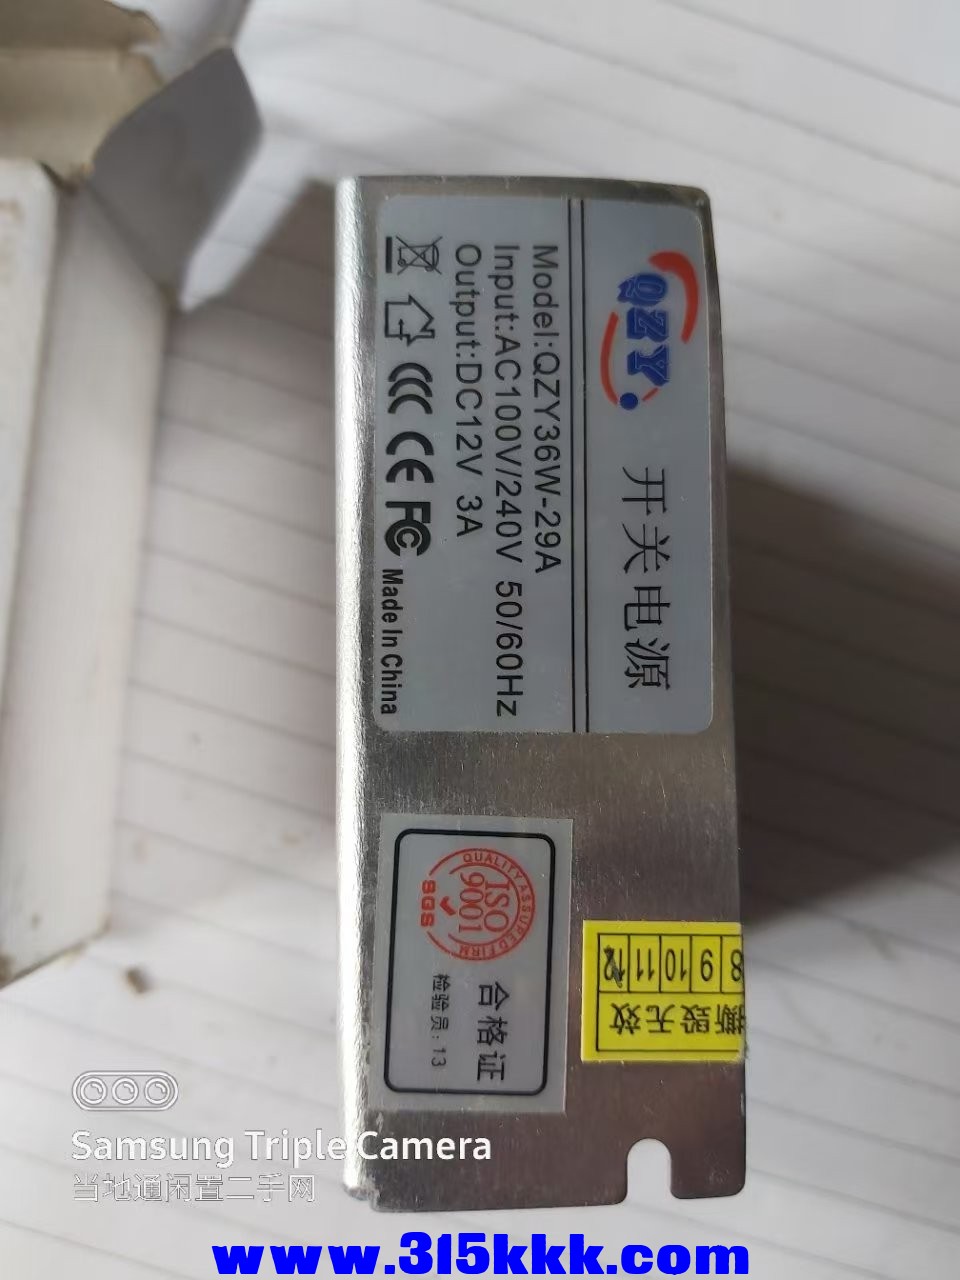 QZY.
开关电源
Model:QZY36W-29A
Input:AC100V/240V 50/60Hz
Output:DC12V 3A
CE FC Made In China
QUALITY ASSURED FIRM
ISO
9001
SGS
合格证
检验员:13
8 9 10 11 12
撕毁无效
Samsung Triple Camera
当地通闲置二手网
www.315kkk.com